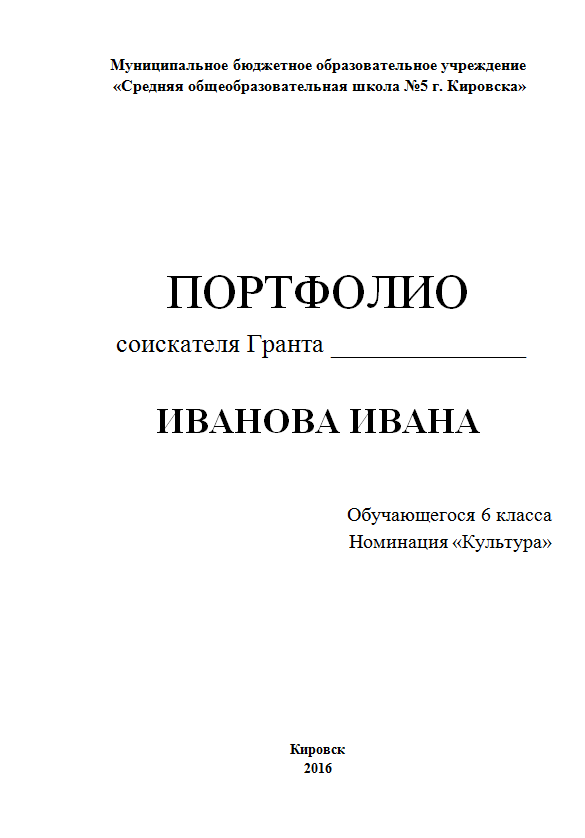 Муниципальное бюджетное образовательное учреждение
«Средняя общеобразовательная школа №5 г. Кировска»
ПОРТФОЛИО
соискателя Гранта _______________
ИВАНОВА ИВАНА
Обучающегося 6 класса
Номинация «Культура»
Кировск
2016